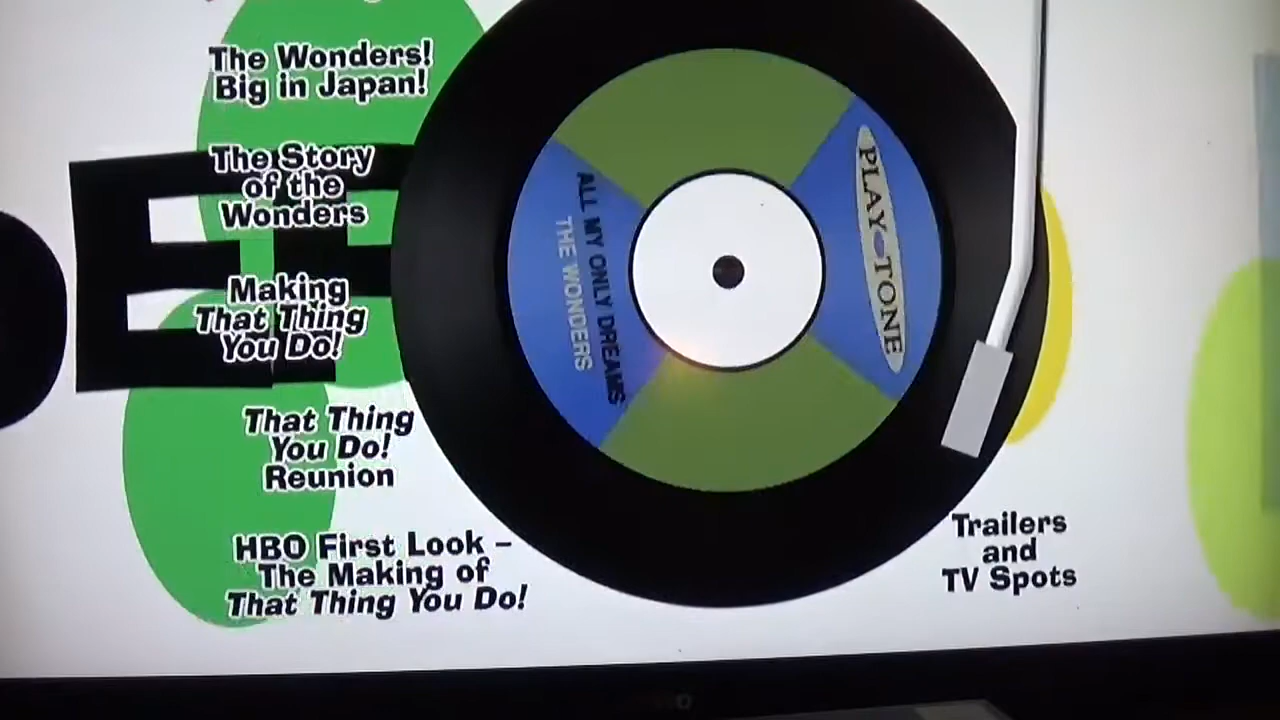 The Wonders!
Big in Japan!
The Story
of the
Wonders
Making
That Thing
You Do!
That Thing
You Do!
Reunion
HBO First Look –
The Making of
That Thing You Do!
ALL MY ONLY DREAMS
THE WONDERS
PLAY-TONE
Trailers
and
TV Spots